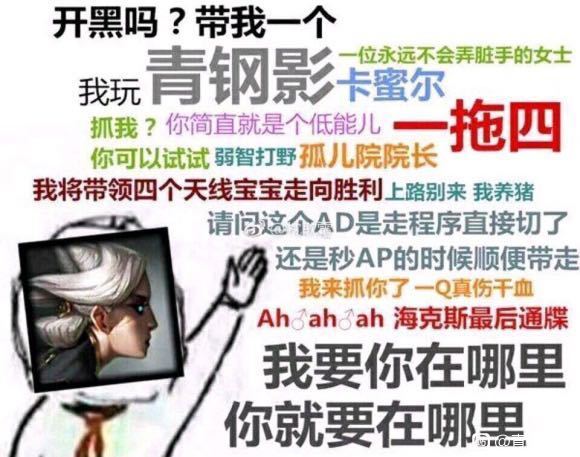 开黑吗？带我一个
一位永远不会弄脏手的女士
我玩 青钢影 卡蜜尔
抓我？ 你简直就是个低能儿 一拖四
你可以试试 弱智打野 孤儿院院长
我将带领四个天线宝宝走向胜利 上路别来 我养猪
请问这个AD是走程序直接切了
还是秒AP的时候顺便带走
我来抓你了 一Q真伤干血
Ah♂ah♂ah 海克斯最后通牒
我要你在哪里
你就要在哪里